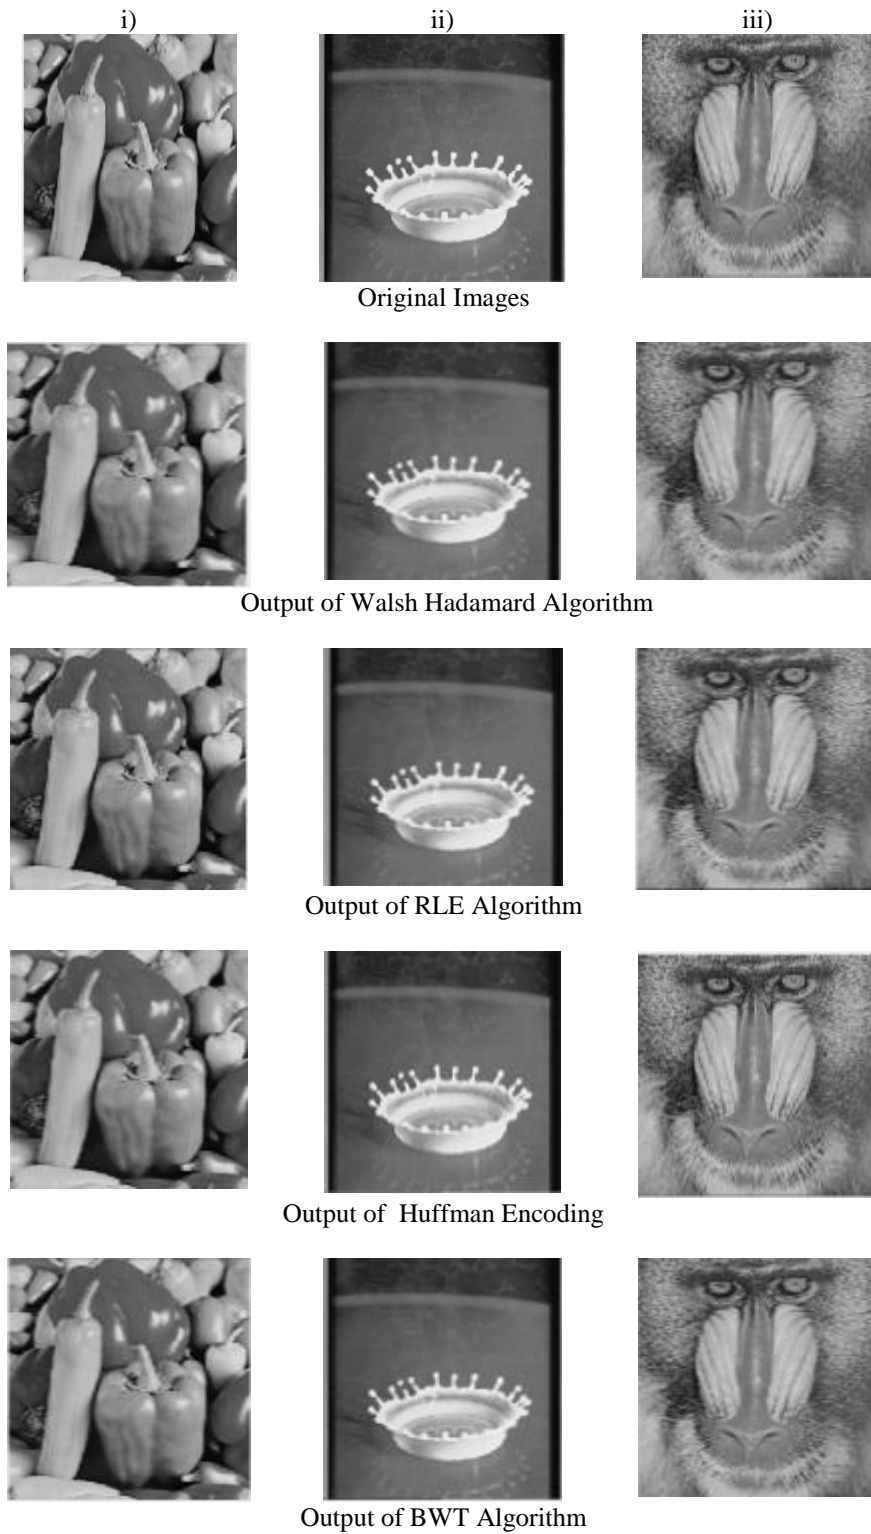 i) ii) iii)
Original Images
Output of Walsh Hadamard Algorithm
Output of RLE Algorithm
Output of  Huffman Encoding
Output of BWT Algorithm